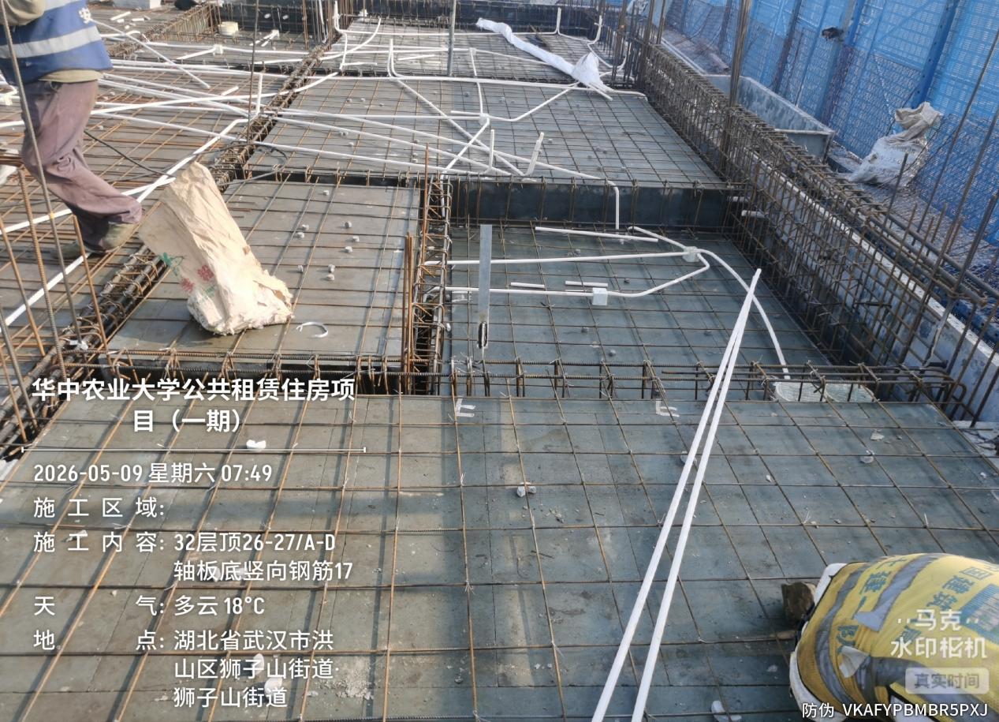 安
华中农业大学公共租赁住房项
目（一期）
2026-05-09 星期六 07:49
施工区域:
施工内容: 32层顶26-27/A-D
轴板底竖向钢筋17
天气: 多云 18°C
地点: 湖北省武汉市洪
山区狮子山街道·
狮子山街道
马克
水印相机
真实时间
防伪 VKAFYPBMBR5PXJ